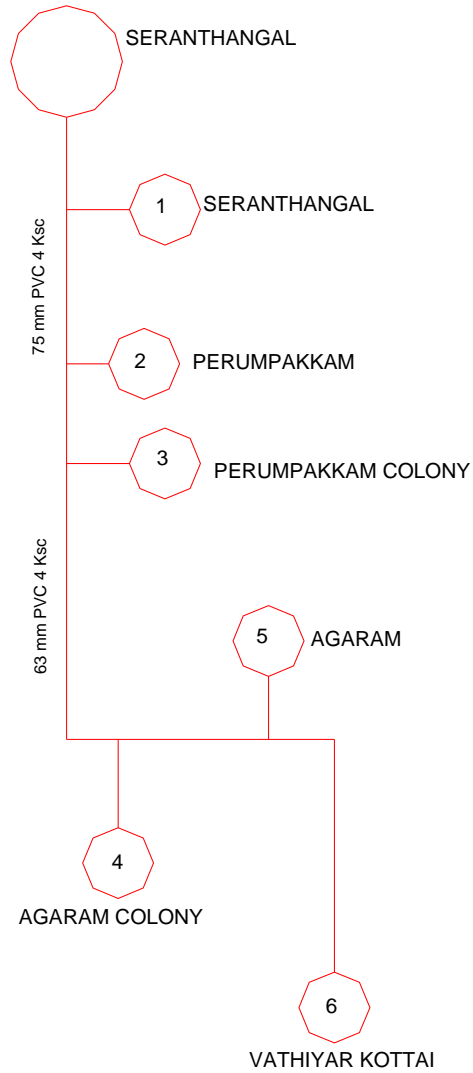 SERANTHANGAL
1
SERANTHANGAL
75 mm PVC 4 Ksc
2
PERUMPAKKAM
3
PERUMPAKKAM COLONY
63 mm PVC 4 Ksc
5
AGARAM
4
AGARAM COLONY
6
VATHIYAR KOTTAI